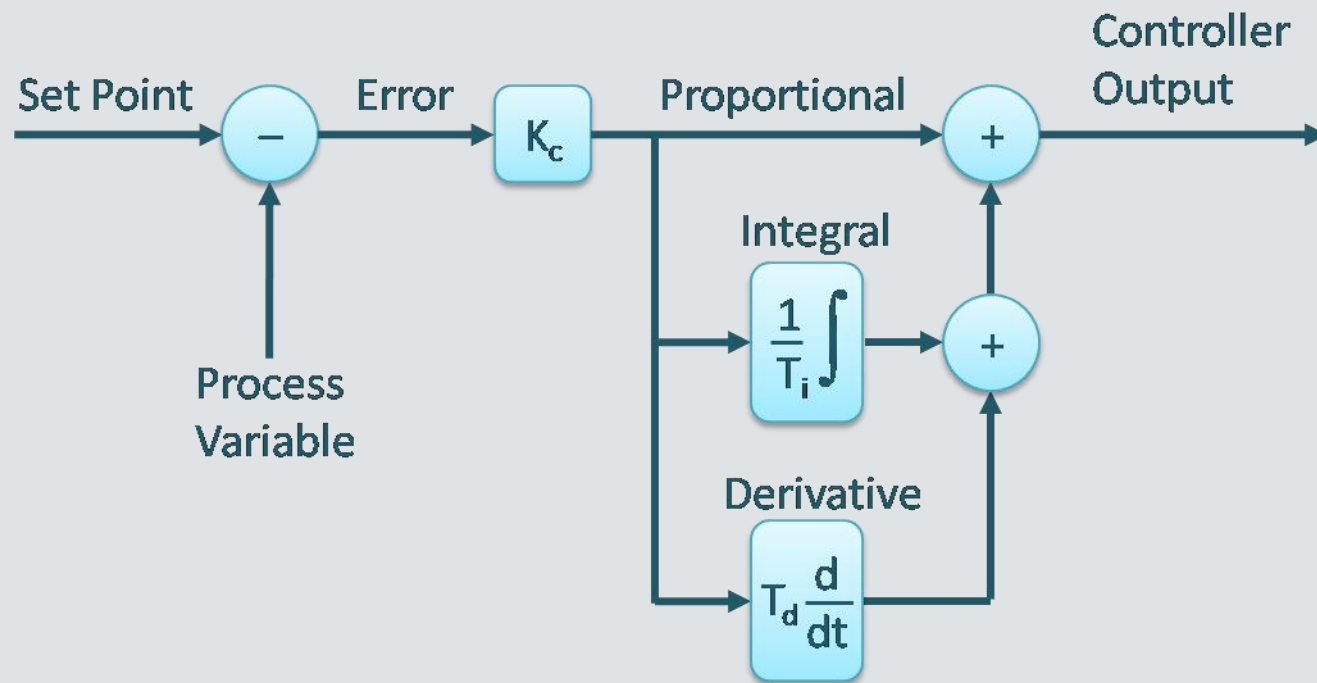 Controller
Output
Set Point
−
Error
Kc
Proportional
+
Process
Variable
Integral
1/Ti ∫
+
Derivative
Td d/dt